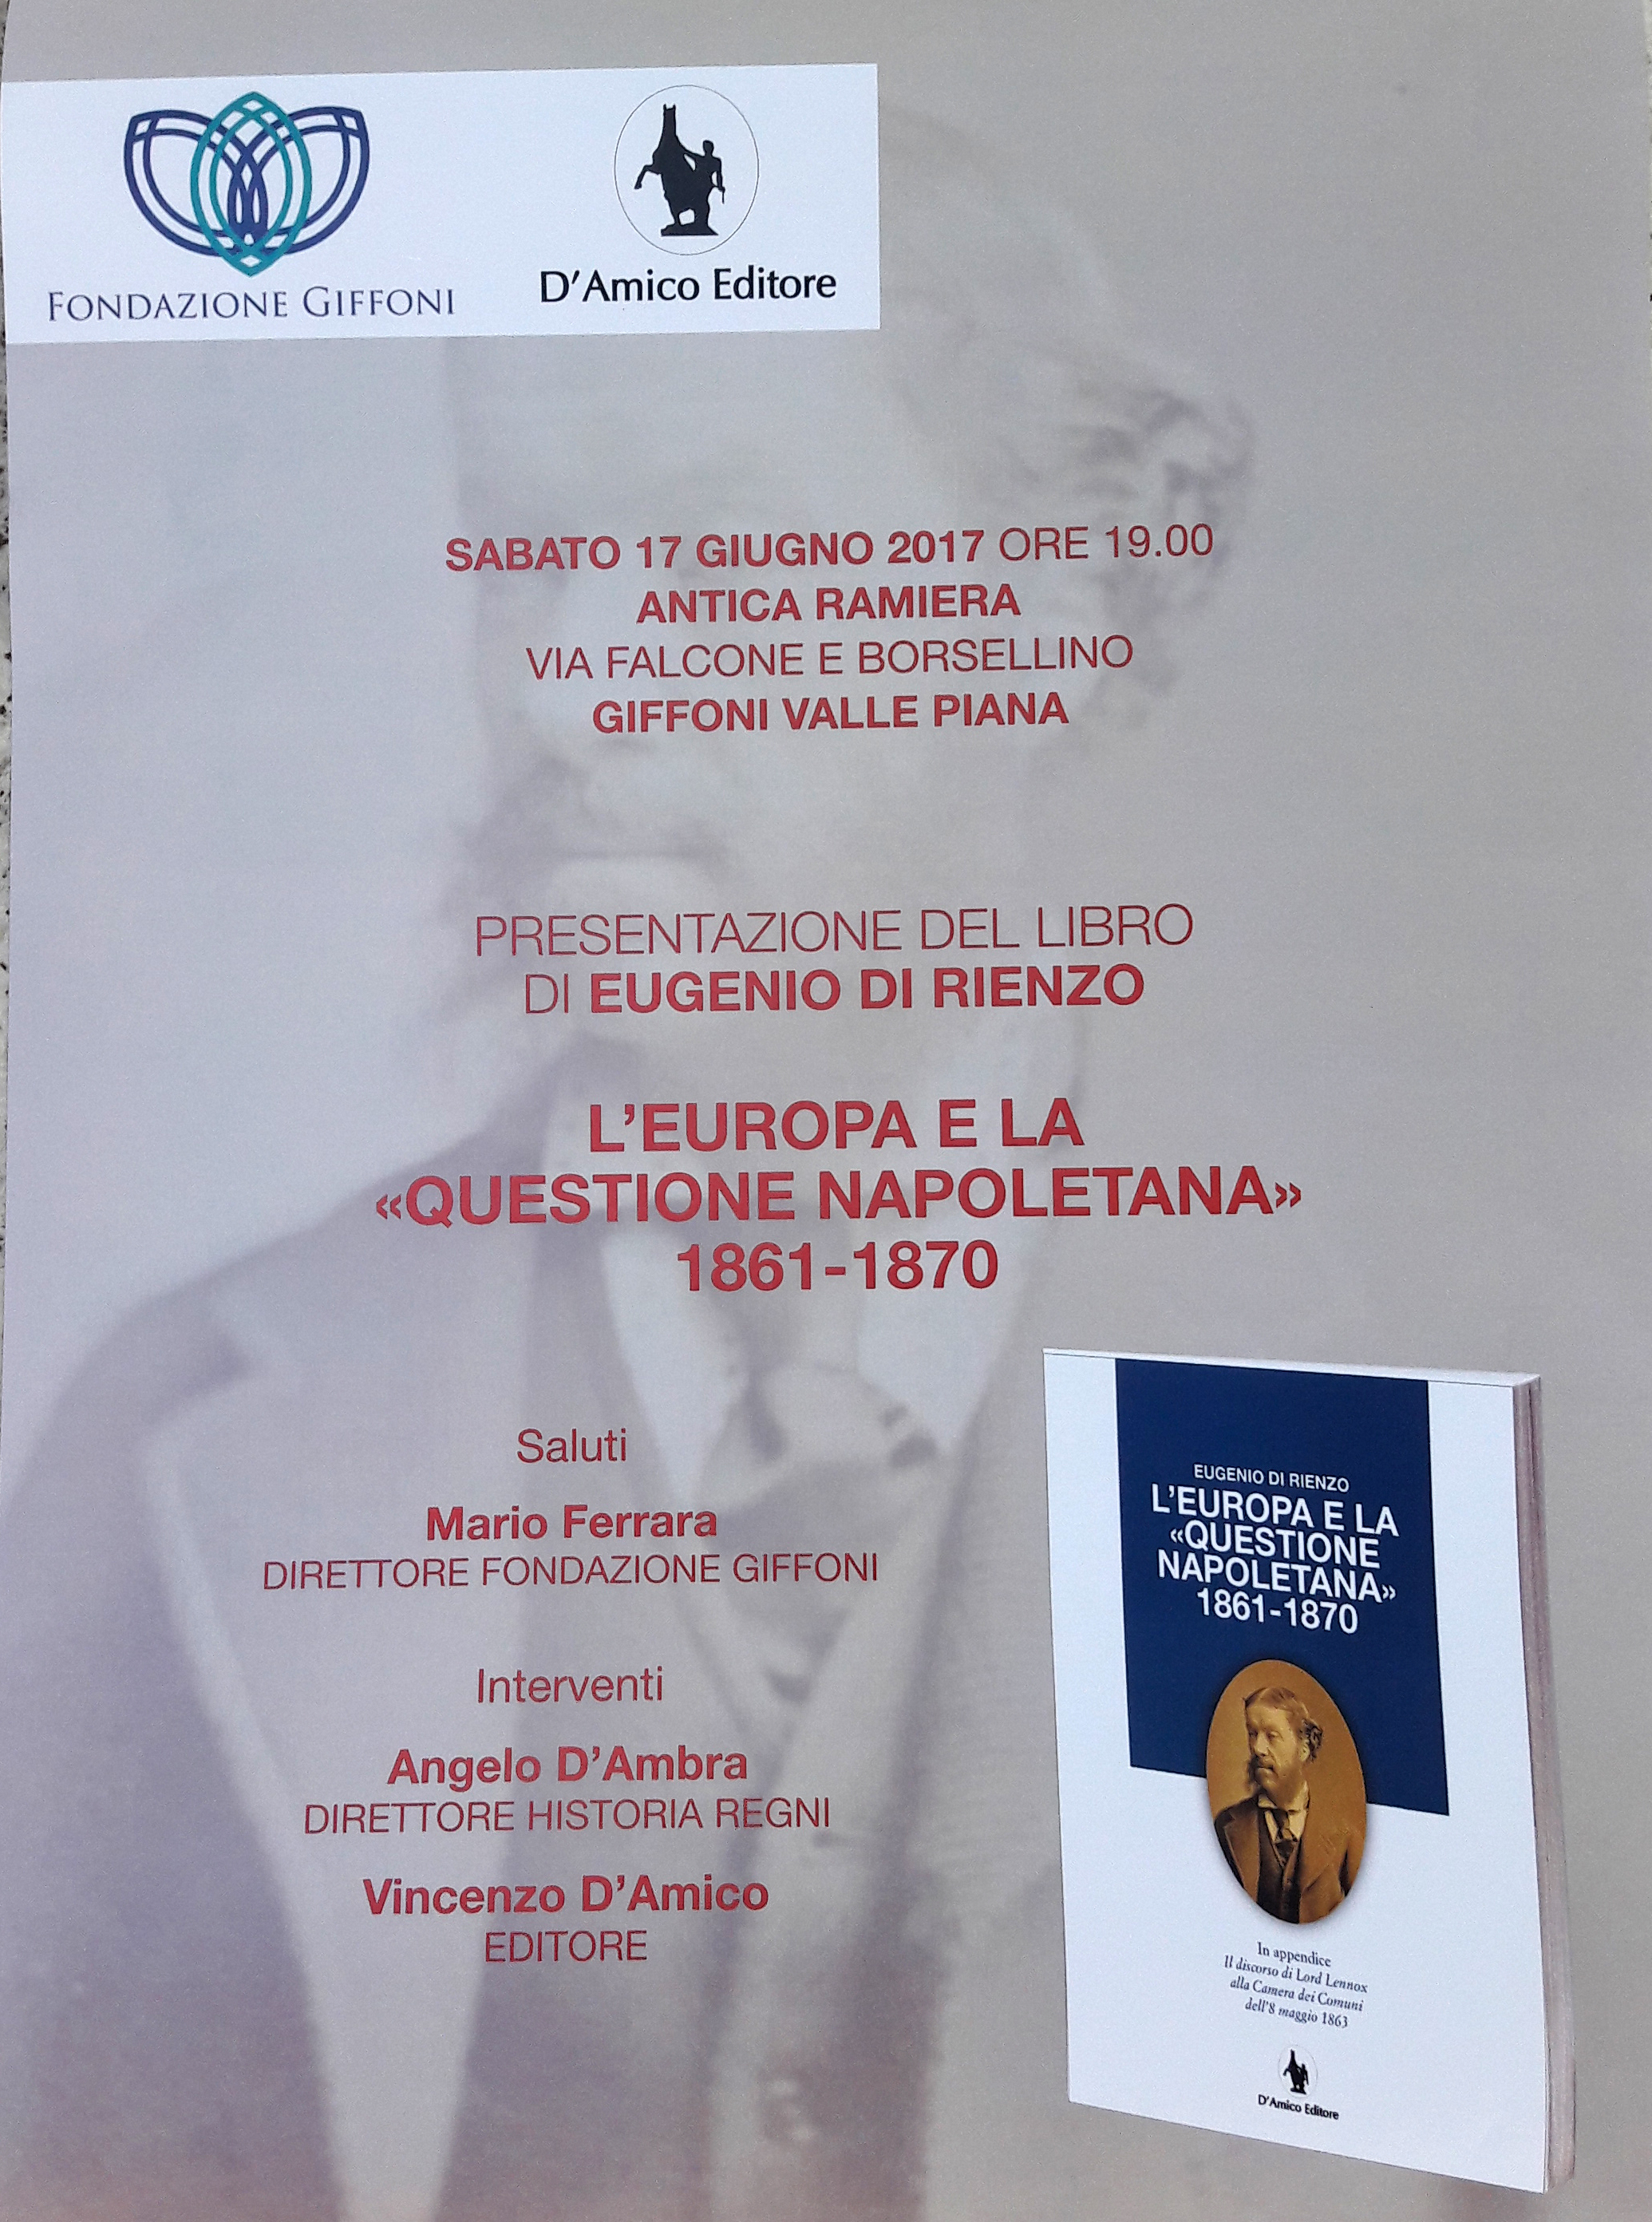 FONDAZIONE GIFFONI
D'Amico Editore
SABATO 17 GIUGNO 2017 ORE 19.00
ANTICA RAMIERA
VIA FALCONE E BORSELLINO
GIFFONI VALLE PIANA
PRESENTAZIONE DEL LIBRO
DI EUGENIO DI RIENZO
L'EUROPA E LA
«QUESTIONE NAPOLETANA»
1861-1870
Saluti
Mario Ferrara
DIRETTORE FONDAZIONE GIFFONI
Interventi
Angelo D'Ambra
DIRETTORE HISTORIA REGNI
Vincenzo D'Amico
EDITORE
EUGENIO DI RIENZO
L'EUROPA E LA
«QUESTIONE
NAPOLETANA»
1861-1870
In appendice
Il discorso di Lord Lennox
alla Camera dei Comuni
dell'8 maggio 1863
D'Amico Editore